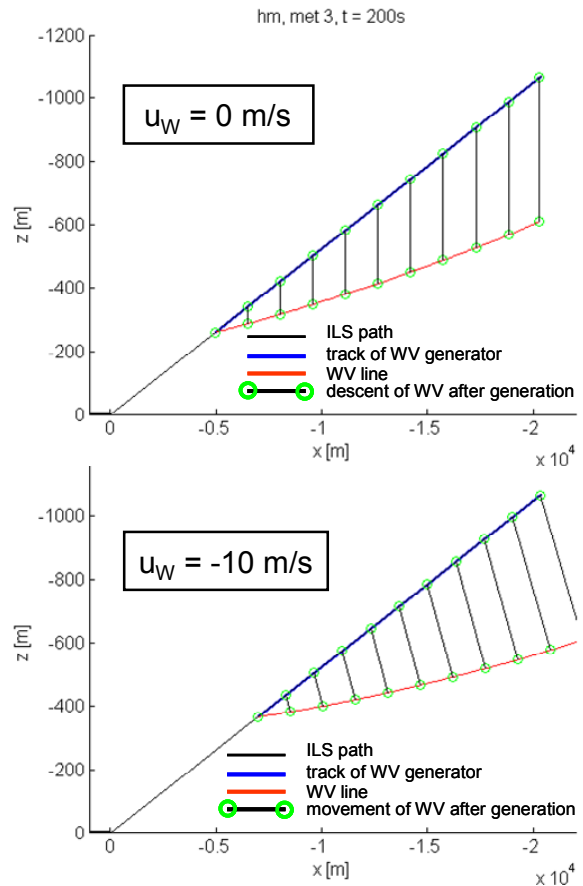 hm, met 3, t = 200s
-1200
-1000
-800
-600
-400
-200
0
z [m]
u_W = 0 m/s
ILS path
track of WV generator
WV line
descent of WV after generation
0 -0.5 -1 -1.5 -2
x [m]
x 10^4
-1000
-800
-600
-400
-200
0
z [m]
u_W = -10 m/s
ILS path
track of WV generator
WV line
movement of WV after generation
0 -0.5 -1 -1.5 -2
x [m]
x 10^4